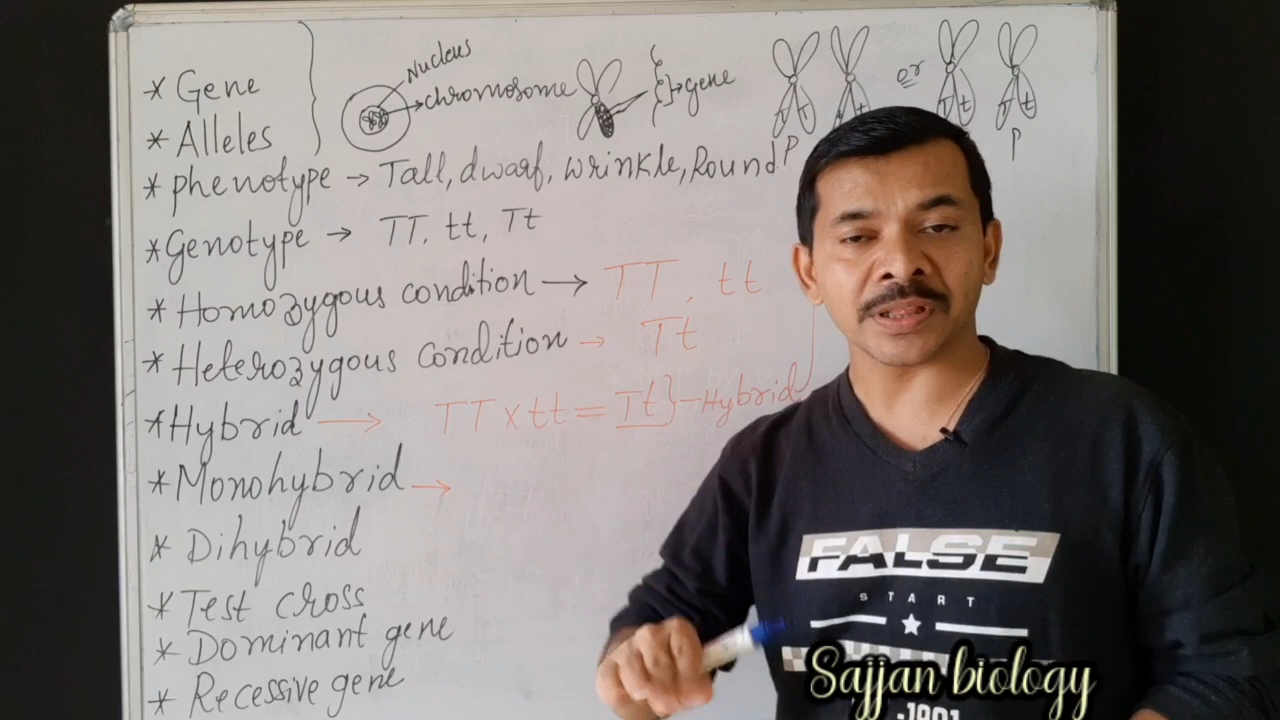 * Gene
* Alleles
Nucleus
chromosome
gene
or
T t
P
T t
T t
P
* phenotype → Tall, dwarf, wrinkle, Round
* Genotype → TT, tt, Tt
* Homozygous condition → TT, tt
* Heterozygous condition → Tt
* Hybrid → TT x tt = Tt } - Hybrid
* Monohybrid →
* Dihybrid
* Test cross
* Dominant gene
* Recessive gene
FALSE
START
Sajjan biology
-1901